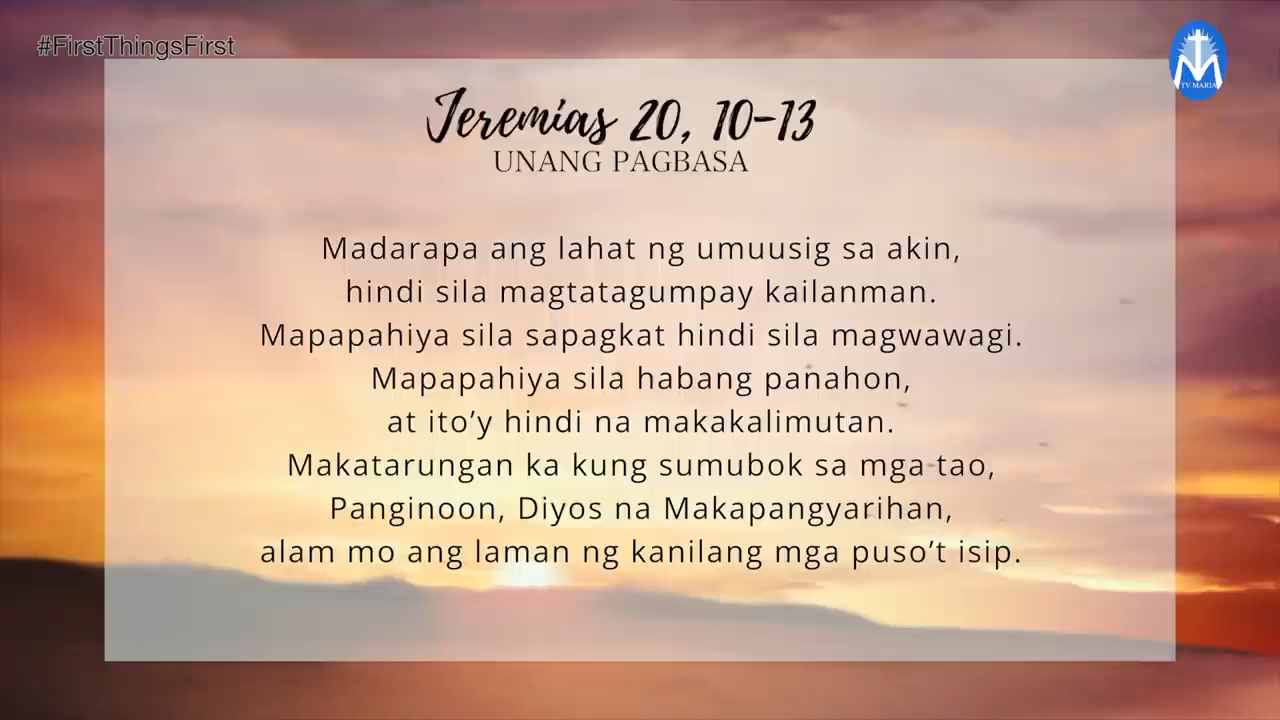 #FirstThingsFirst
TV MARIA
Jeremias 20, 10-13
UNANG PAGBASA
Madarapa ang lahat ng umuusig sa akin,
hindi sila magtatagumpay kailanman.
Mapapahiya sila sapagkat hindi sila magwawagi.
Mapapahiya sila habang panahon,
at ito’y hindi na makakalimutan.
Makatarungan ka kung sumubok sa mga tao,
Panginoon, Diyos na Makapangyarihan,
alam mo ang laman ng kanilang mga puso’t isip.